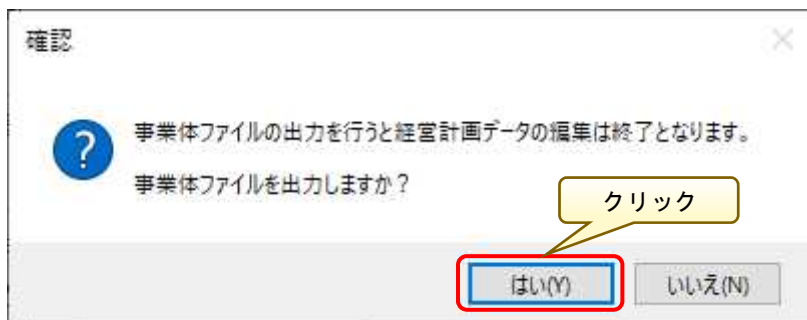 確認
事業体ファイルの出力を行うと経営計画データの編集は終了となります。
事業体ファイルを出力しますか？
クリック
はい(Y)
いいえ(N)